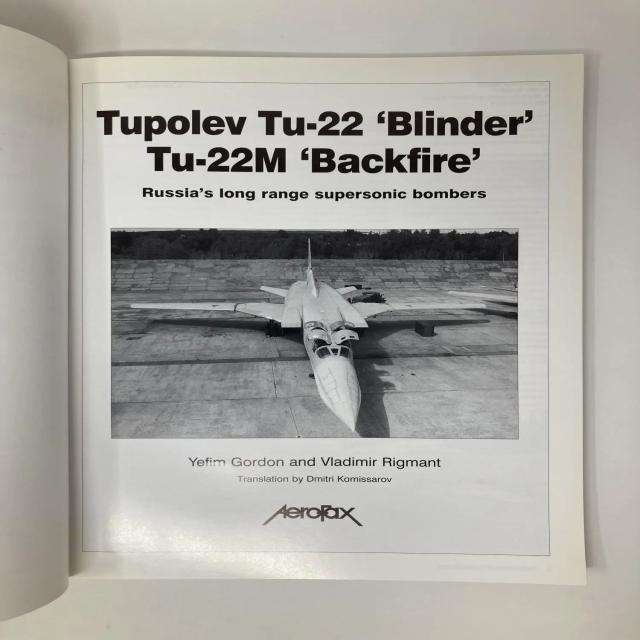 Tupolev Tu-22 ‘Blinder’
Tu-22M ‘Backfire’
Russia’s long range supersonic bombers
Yefim Gordon and Vladimir Rigmant
Translation by Dmitri Komissarov
Aerofax